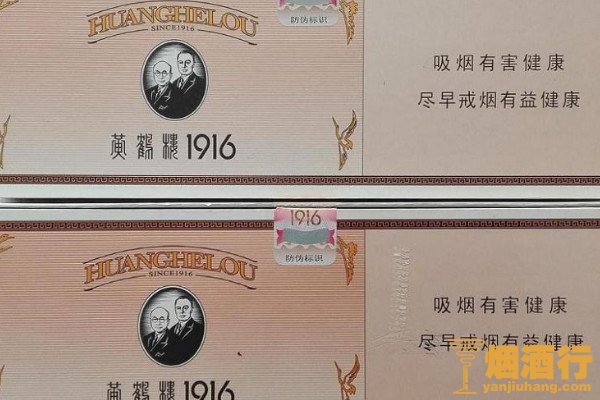 HUANGHELOU
SINCE1916
防伪标识
黄鹤楼1916
吸烟有害健康
尽早戒烟有益健康
1916
防伪标识
HUANGHELOU
SINCE1916
黄鹤楼1916
吸烟有害健康
尽早戒烟有益健康
烟酒行
yanjiuhang.com